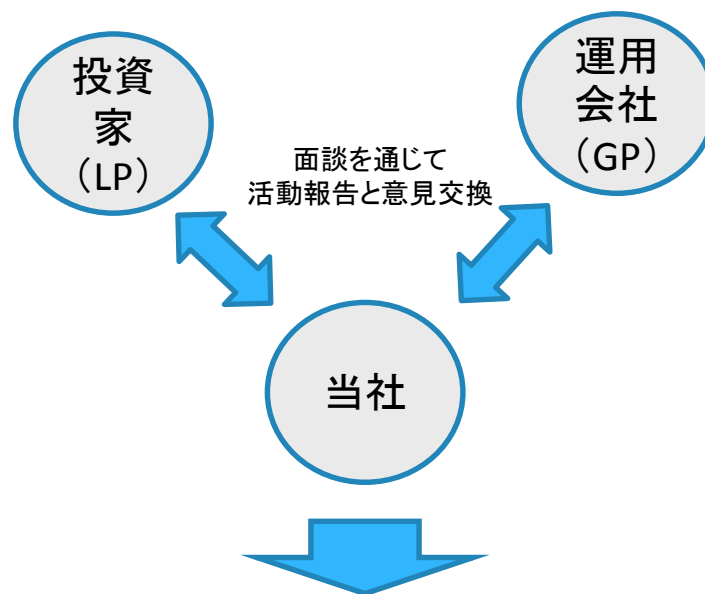 投資
家
（LP）
運用
会社
（GP）
面談を通じて
活動報告と意見交換
当社